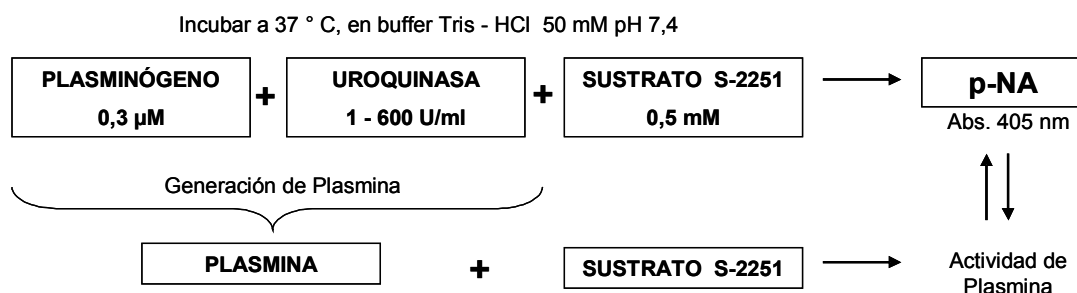 Incubar a 37 ° C, en buffer Tris - HCl 50 mM pH 7,4
PLASMINÓGENO + UROQUINASA + SUSTRATO S-2251 p-NA
0,3 µM 1 - 600 U/ml 0,5 mM Abs. 405 nm
Generación de Plasmina
PLASMINA + SUSTRATO S-2251 Actividad de
Plasmina